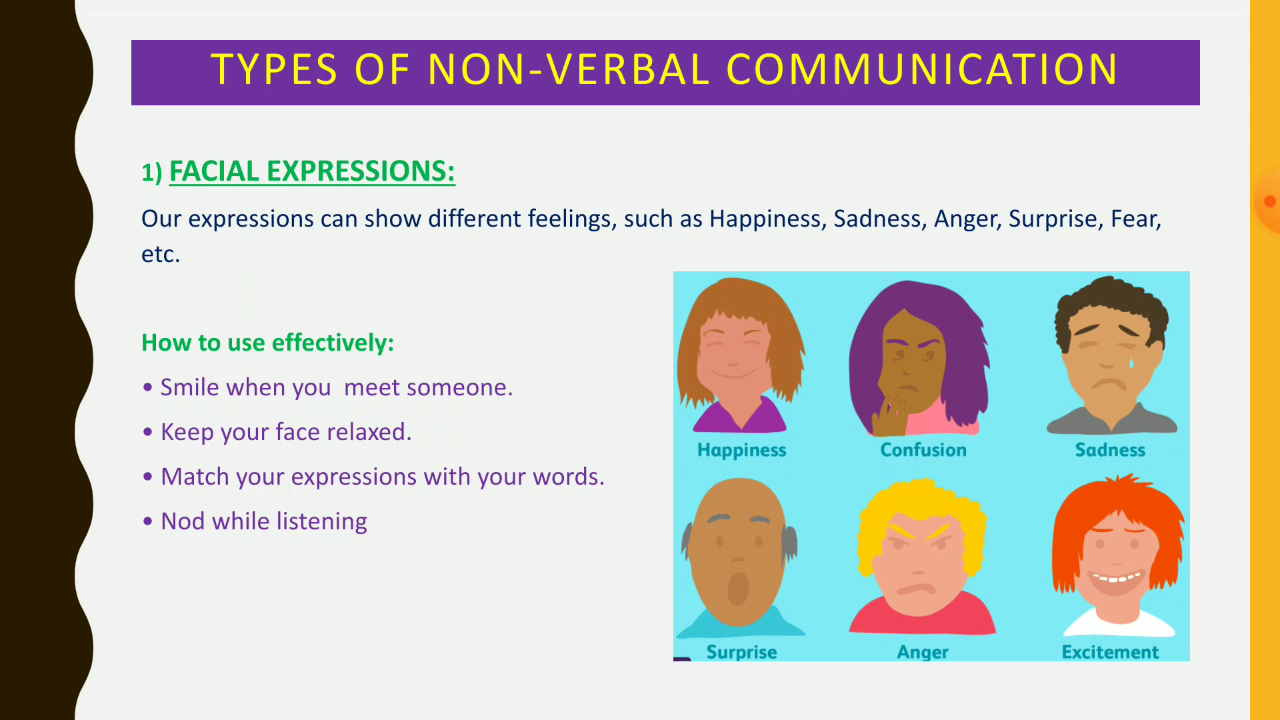 TYPES OF NON-VERBAL COMMUNICATION
1) FACIAL EXPRESSIONS:
Our expressions can show different feelings, such as Happiness, Sadness, Anger, Surprise, Fear,
etc.
How to use effectively:
• Smile when you  meet someone.
• Keep your face relaxed.
• Match your expressions with your words.
• Nod while listening
Happiness Confusion Sadness
Surprise Anger Excitement